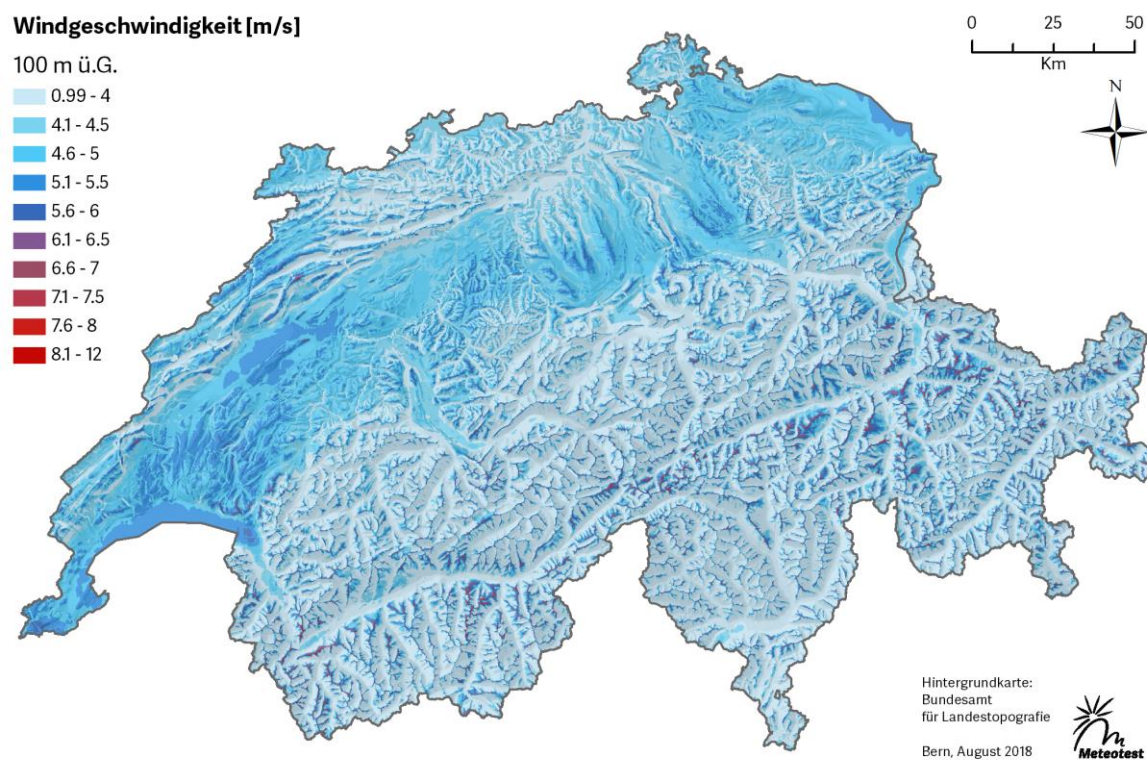 Windgeschwindigkeit [m/s]
100 m ü.G.
0.99 - 4
4.1 - 4.5
4.6 - 5
5.1 - 5.5
5.6 - 6
6.1 - 6.5
6.6 - 7
7.1 - 7.5
7.6 - 8
8.1 - 12
0 25 50
Km
N
Hintergrundkarte:
Bundesamt
für Landestopografie
Bern, August 2018
Meteotest